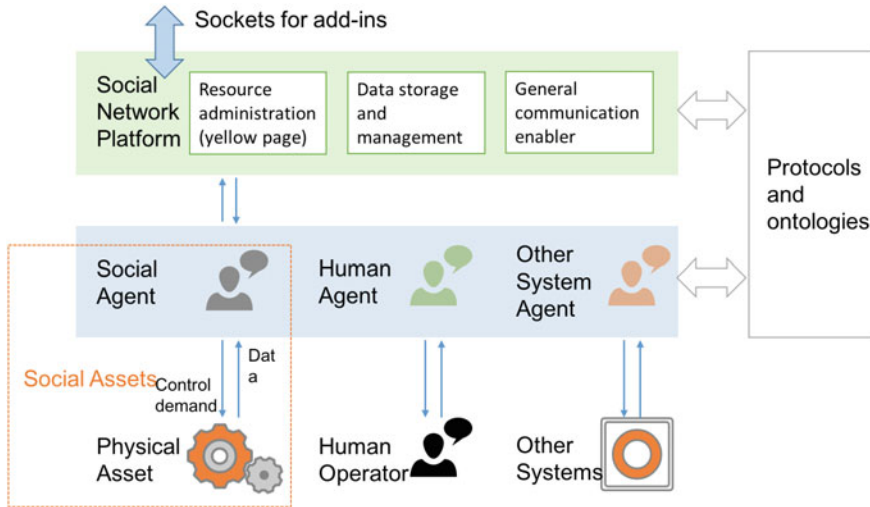 Sockets for add-ins
Social
Network
Platform
Resource
administration
(yellow page)
Data storage
and
management
General
communication
enabler
Protocols
and
ontologies
Social
Agent
Human
Agent
Other
System
Agent
Social Assets
Control
demand
Dat
a
Physical
Asset
Human
Operator
Other
Systems